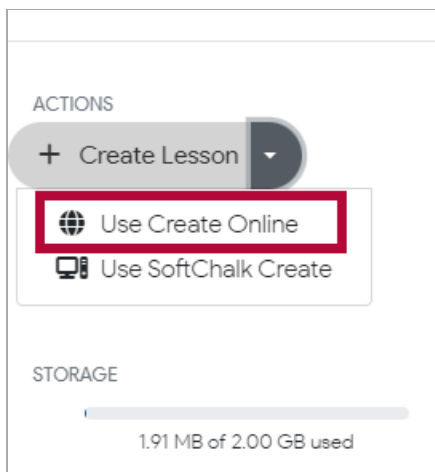 ACTIONS
+ Create Lesson
Use Create Online
Use SoftChalk Create
STORAGE
1.91 MB of 2.00 GB used